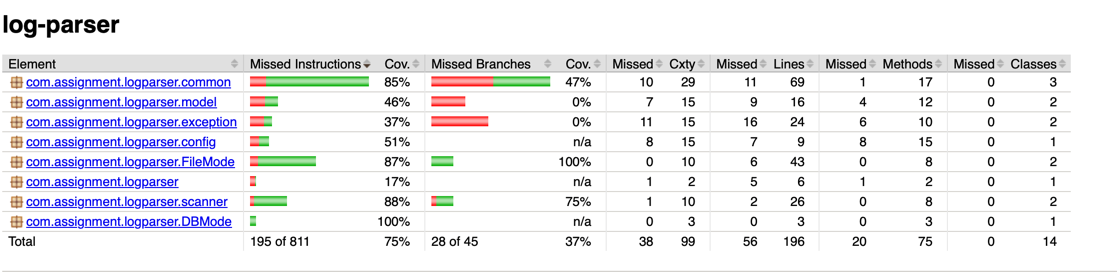 log-parser
Element Missed Instructions Cov. Missed Branches Cov. Missed Cxty Missed Lines Missed Methods Missed Classes
com.assignment.logparser.common 85% 47% 10 29 11 69 1 17 0 3
com.assignment.logparser.model 46% 0% 7 15 9 16 4 12 0 2
com.assignment.logparser.exception 37% 0% 11 15 16 24 6 10 0 2
com.assignment.logparser.config 51% n/a 8 15 7 9 8 15 0 1
com.assignment.logparser.FileMode 87% 100% 0 10 6 43 0 8 0 2
com.assignment.logparser 17% n/a 1 2 5 6 1 2 0 1
com.assignment.logparser.scanner 88% 75% 1 10 2 26 0 8 0 2
com.assignment.logparser.DBMode 100% n/a 0 3 0 3 0 3 0 1
Total 195 of 811 75% 28 of 45 37% 38 99 56 196 20 75 0 14